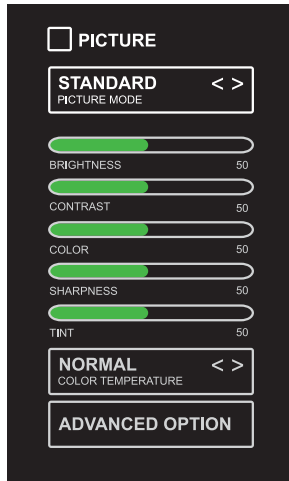 PICTURE
STANDARD < >
PICTURE MODE
BRIGHTNESS 50
CONTRAST 50
COLOR 50
SHARPNESS 50
TINT 50
NORMAL < >
COLOR TEMPERATURE
ADVANCED OPTION